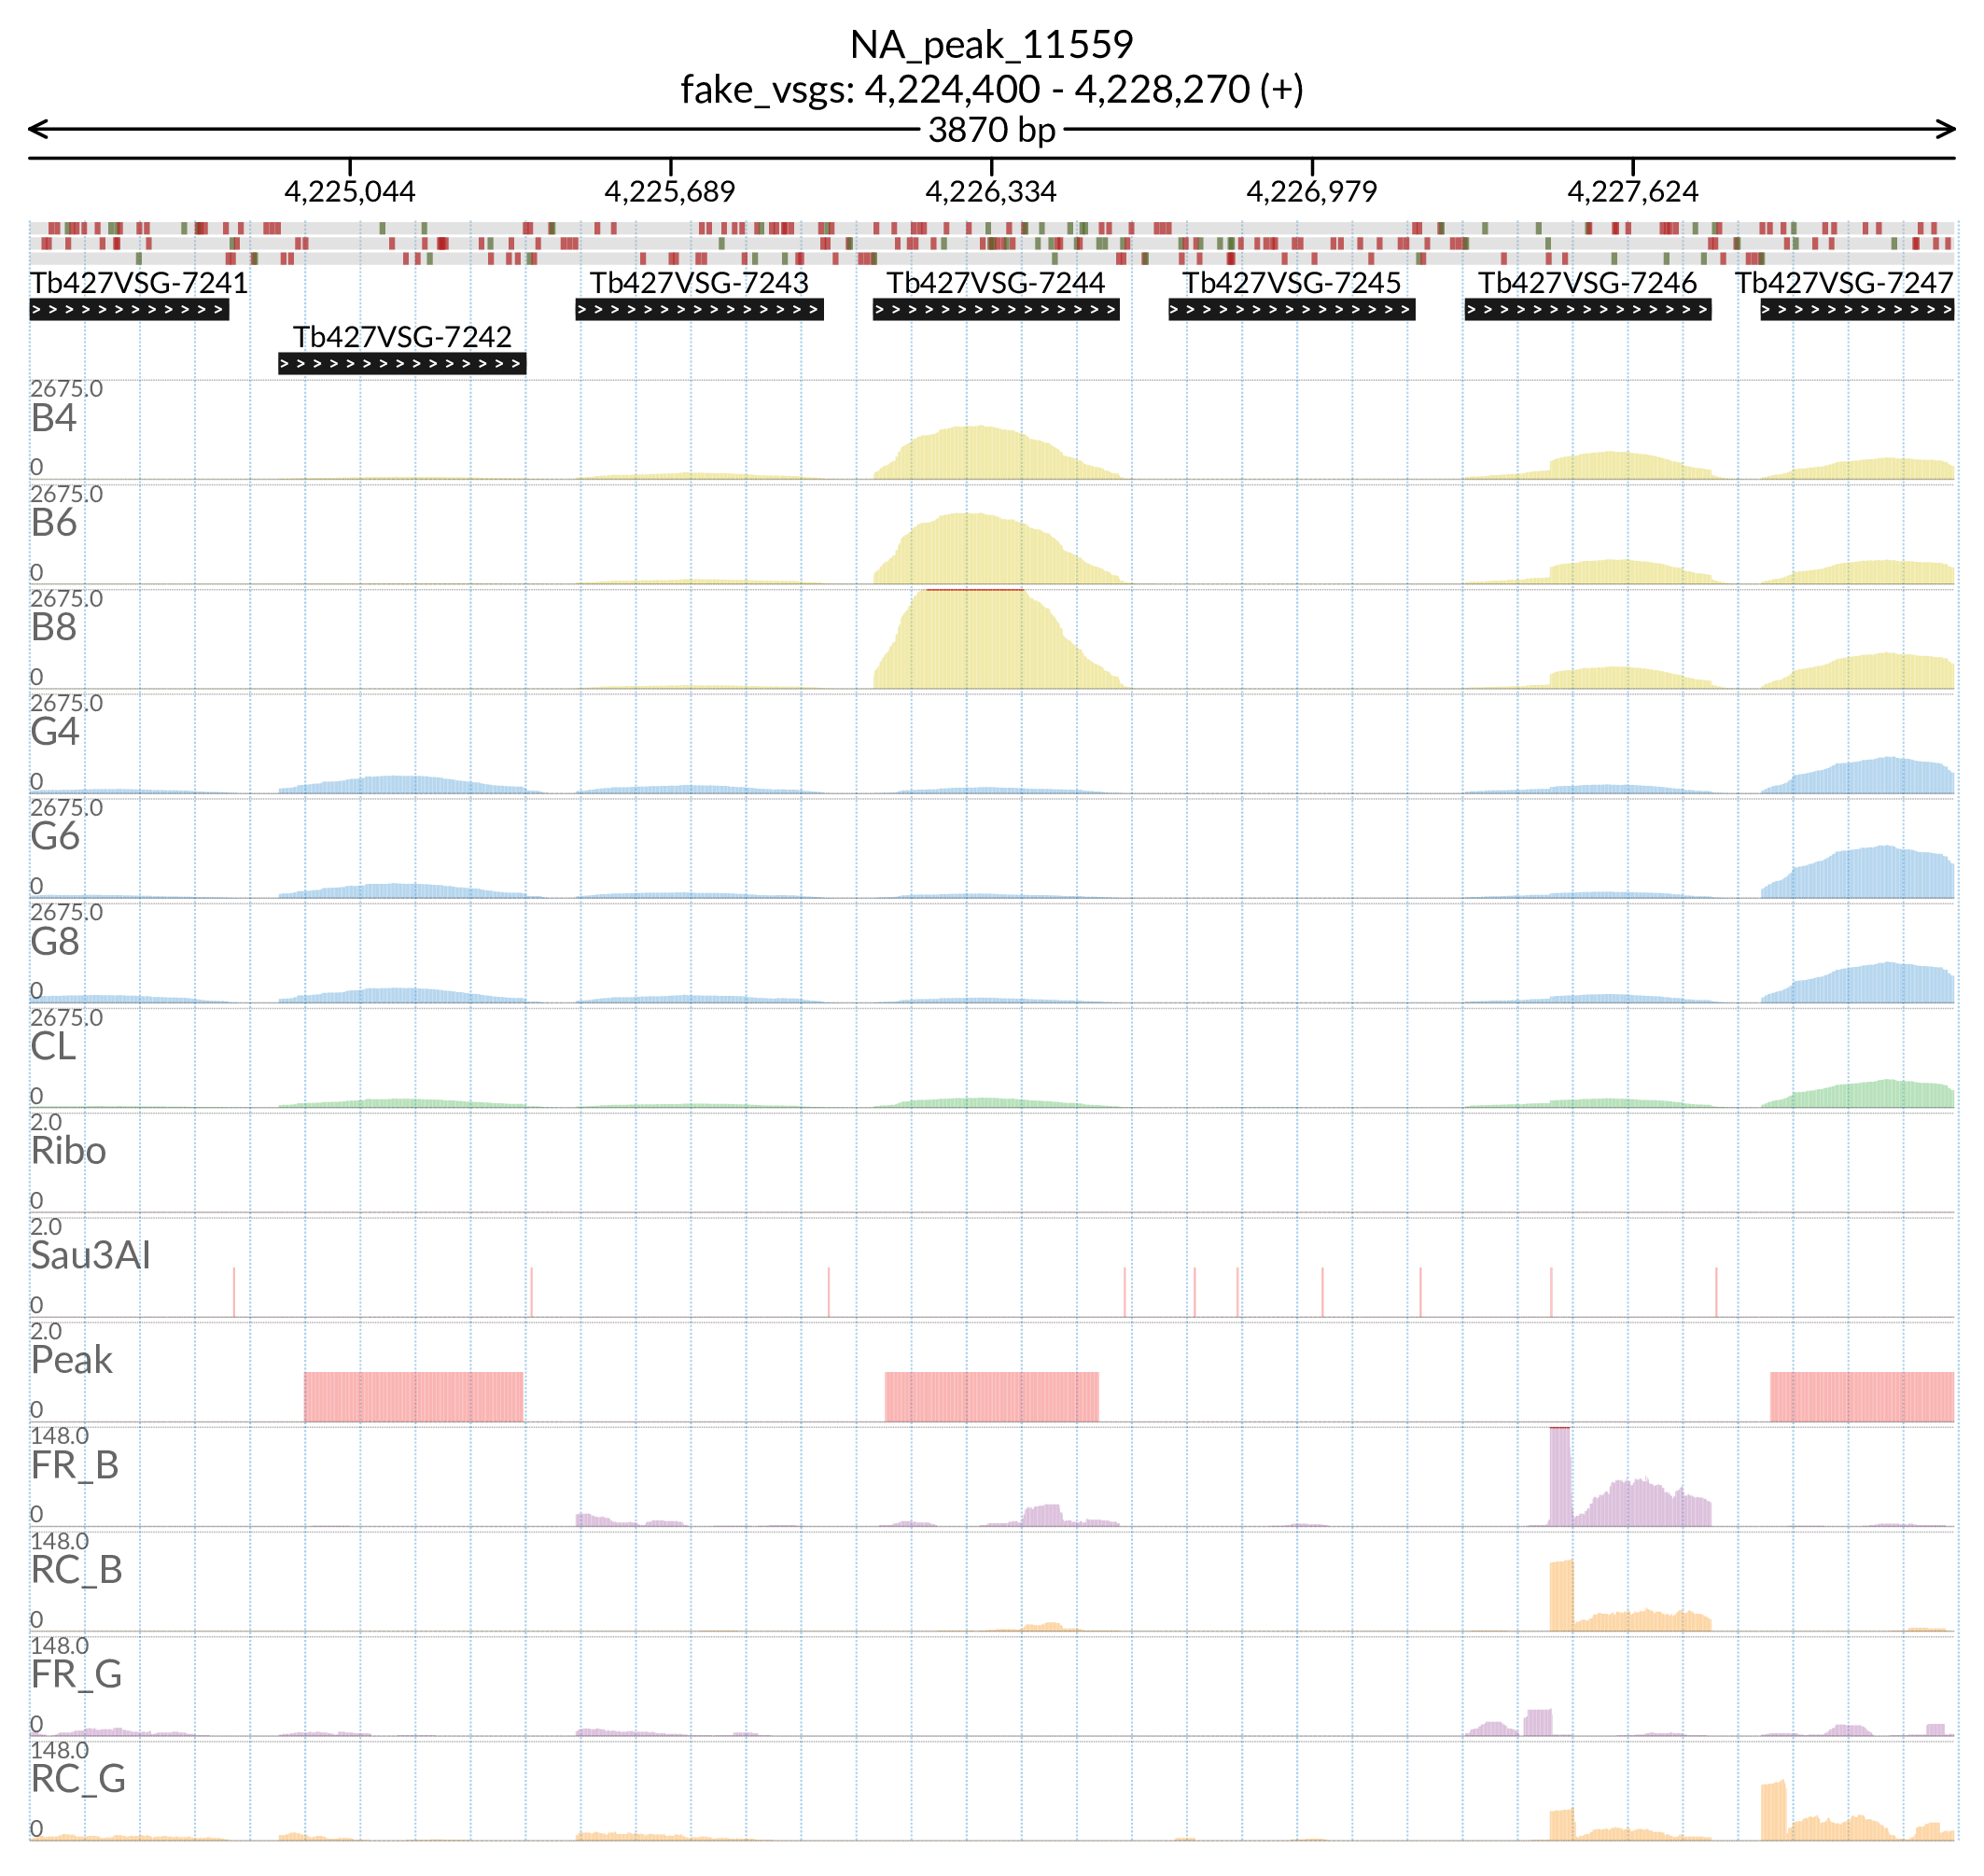 NA_peak_11559
fake_vsgs: 4,224,400 - 4,228,270 (+)
3870 bp
4,225,044 4,225,689 4,226,334 4,226,979 4,227,624
Tb427VSG-7241 Tb427VSG-7243 Tb427VSG-7244 Tb427VSG-7245 Tb427VSG-7246 Tb427VSG-7247
Tb427VSG-7242
2675.0
B4
0
2675.0
B6
0
2675.0
B8
0
2675.0
G4
0
2675.0
G6
0
2675.0
G8
0
2675.0
CL
0
2.0
Ribo
0
2.0
Sau3AI
0
2.0
Peak
0
148.0
FR_B
0
148.0
RC_B
0
148.0
FR_G
0
148.0
RC_G
0